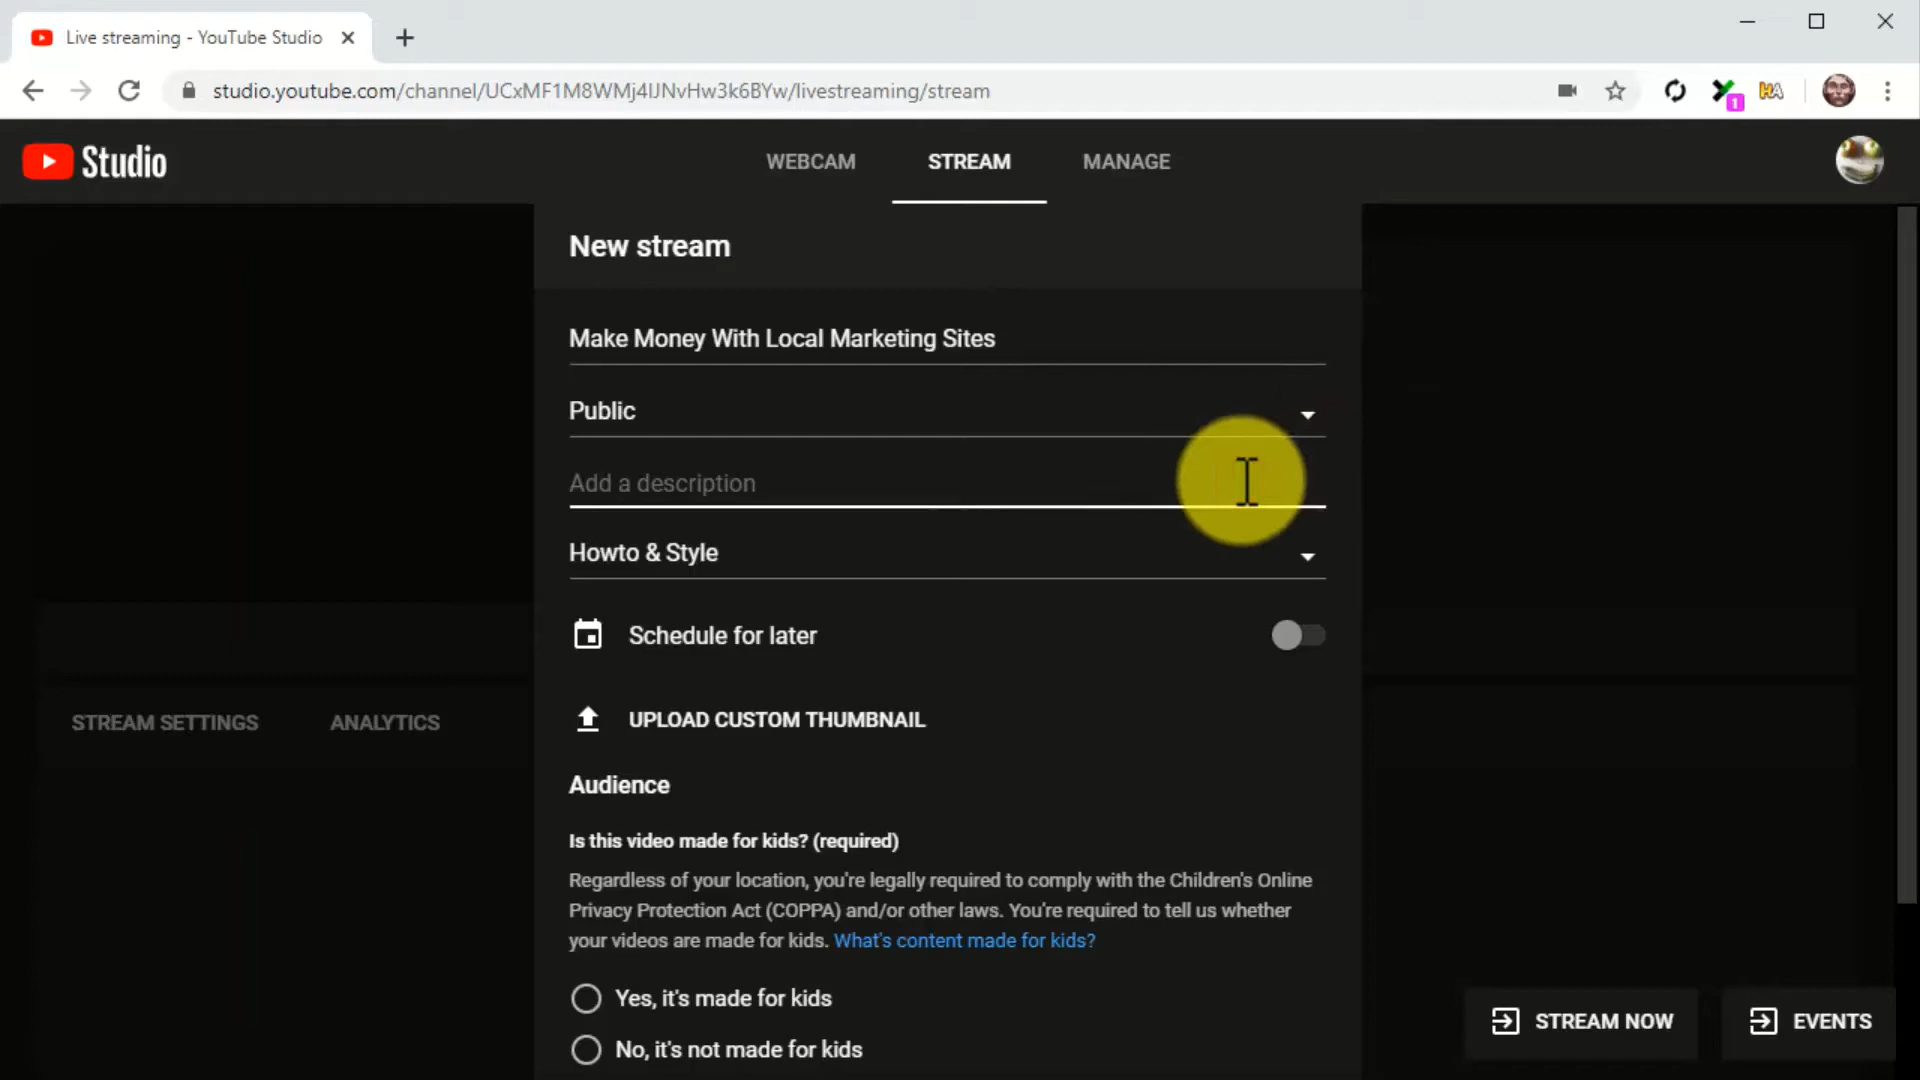 Live streaming - YouTube Studio
studio.youtube.com/channel/UCxMF1M8WMj4IJNvHw3k6BYw/livestreaming/stream
1
HA
Studio
WEBCAM
STREAM
MANAGE
New stream
Make Money With Local Marketing Sites
Public
Add a description
Howto & Style
Schedule for later
STREAM SETTINGS
ANALYTICS
UPLOAD CUSTOM THUMBNAIL
Audience
Is this video made for kids? (required)
Regardless of your location, you're legally required to comply with the Children's Online
Privacy Protection Act (COPPA) and/or other laws. You're required to tell us whether
your videos are made for kids. What's content made for kids?
Yes, it's made for kids
No, it's not made for kids
STREAM NOW
EVENTS